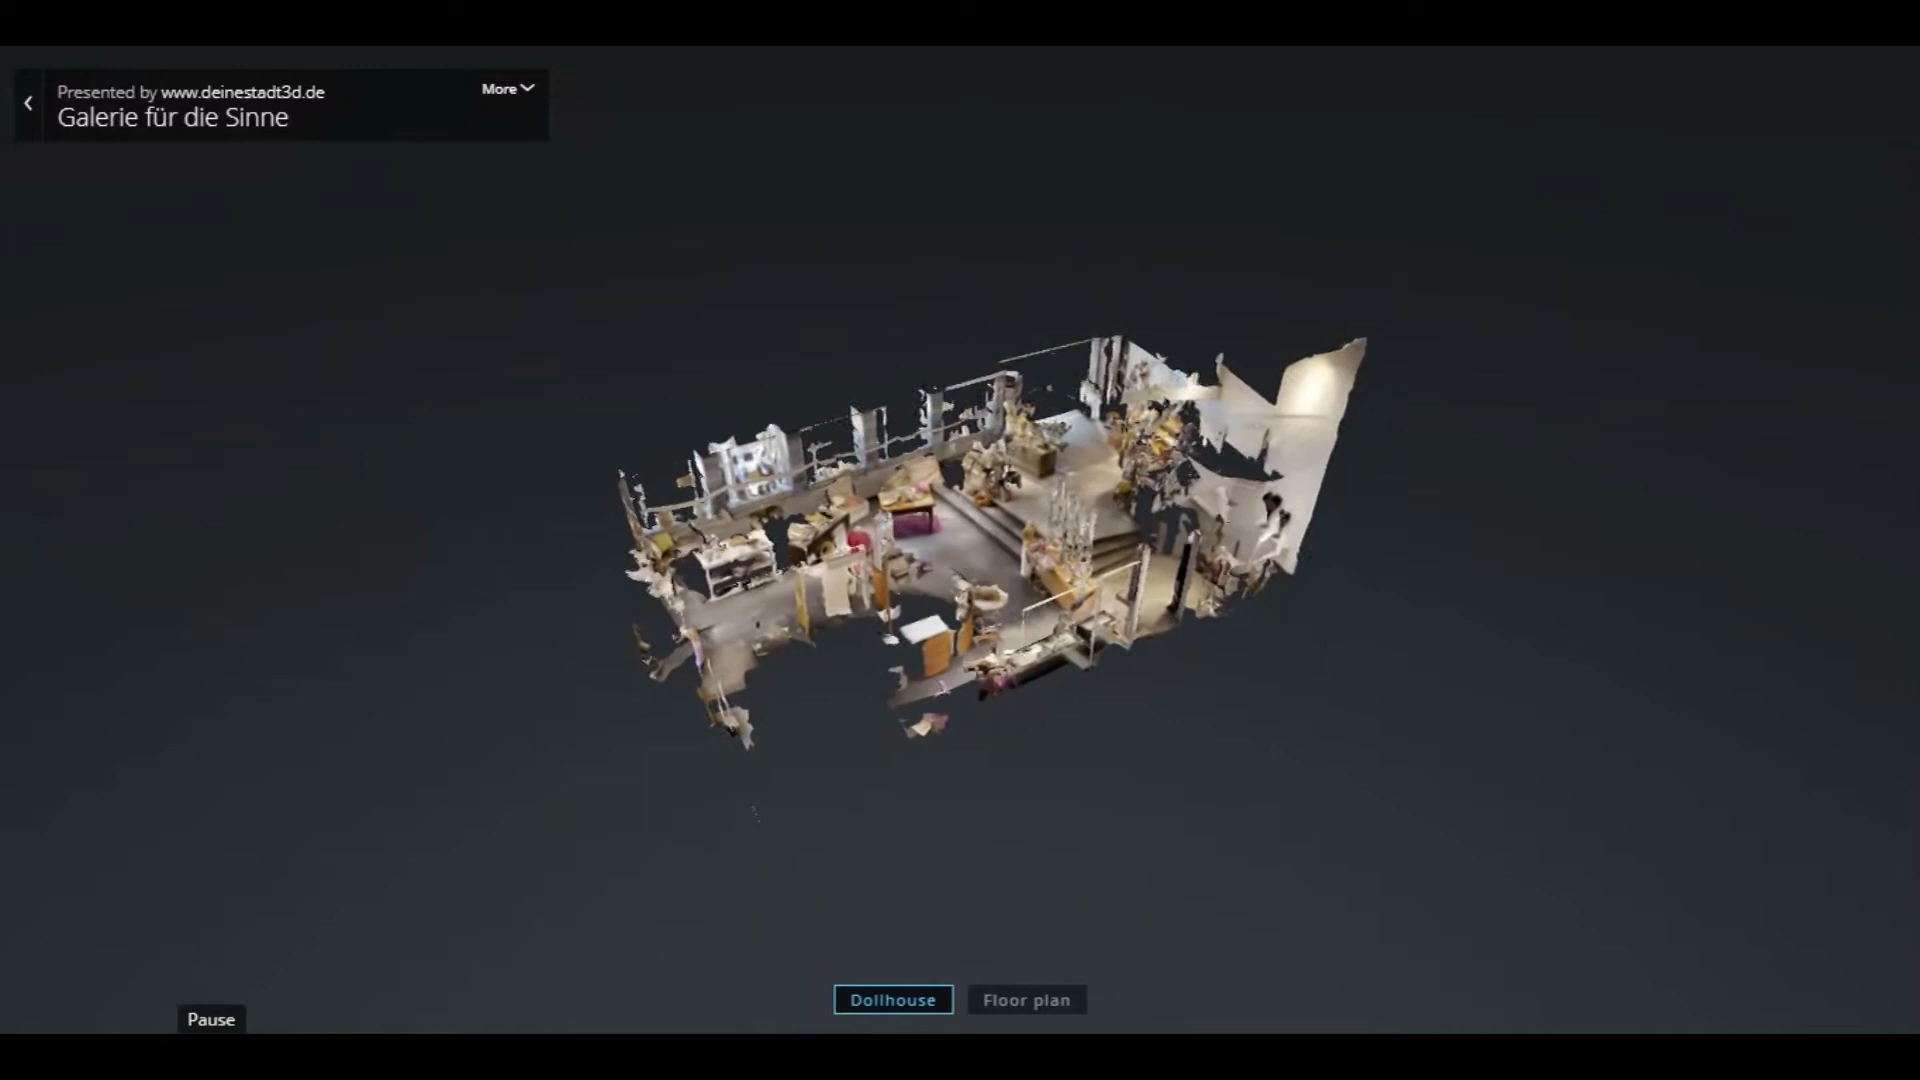 Presented by www.deinestadt3d.de
More
Galerie für die Sinne
Dollhouse
Floor plan
Pause